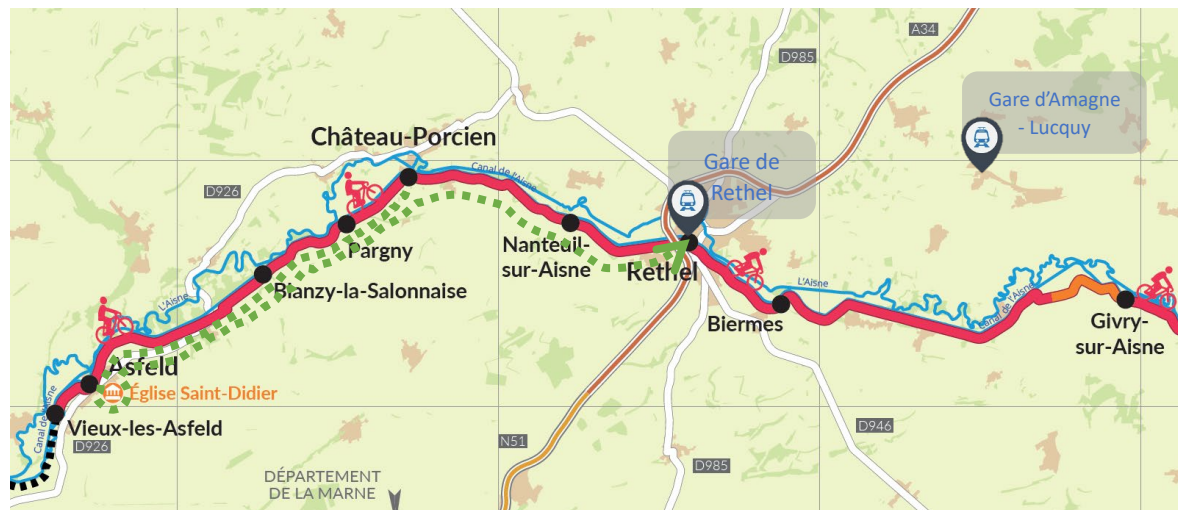 A34
D985
Gare d'Amagne
- Lucquy
Château-Porcien
Gare de
Rethel
Canal de l'Aisne
D926
Pargny
Nanteuil-
sur-Aisne
Rethel
Blanzy-la-Salonnaise
L'Aisne
L'Aisne
Canal de l'Aisne
Biermes
Givry-
sur-Aisne
Asfeld
Église Saint-Didier
Canal de l'Aisne
Vieux-les-Asfeld
D926
N51
D946
D985
DÉPARTEMENT
DE LA MARNE